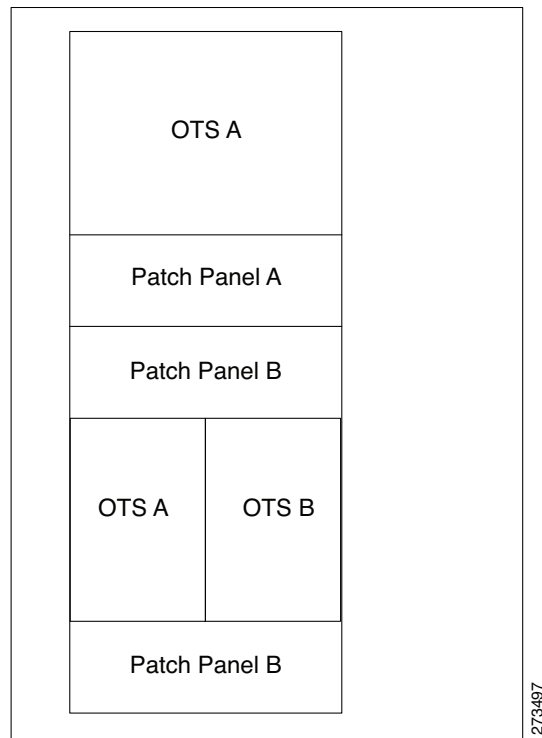 OTS A
Patch Panel A
Patch Panel B
OTS A
OTS B
Patch Panel B
273497